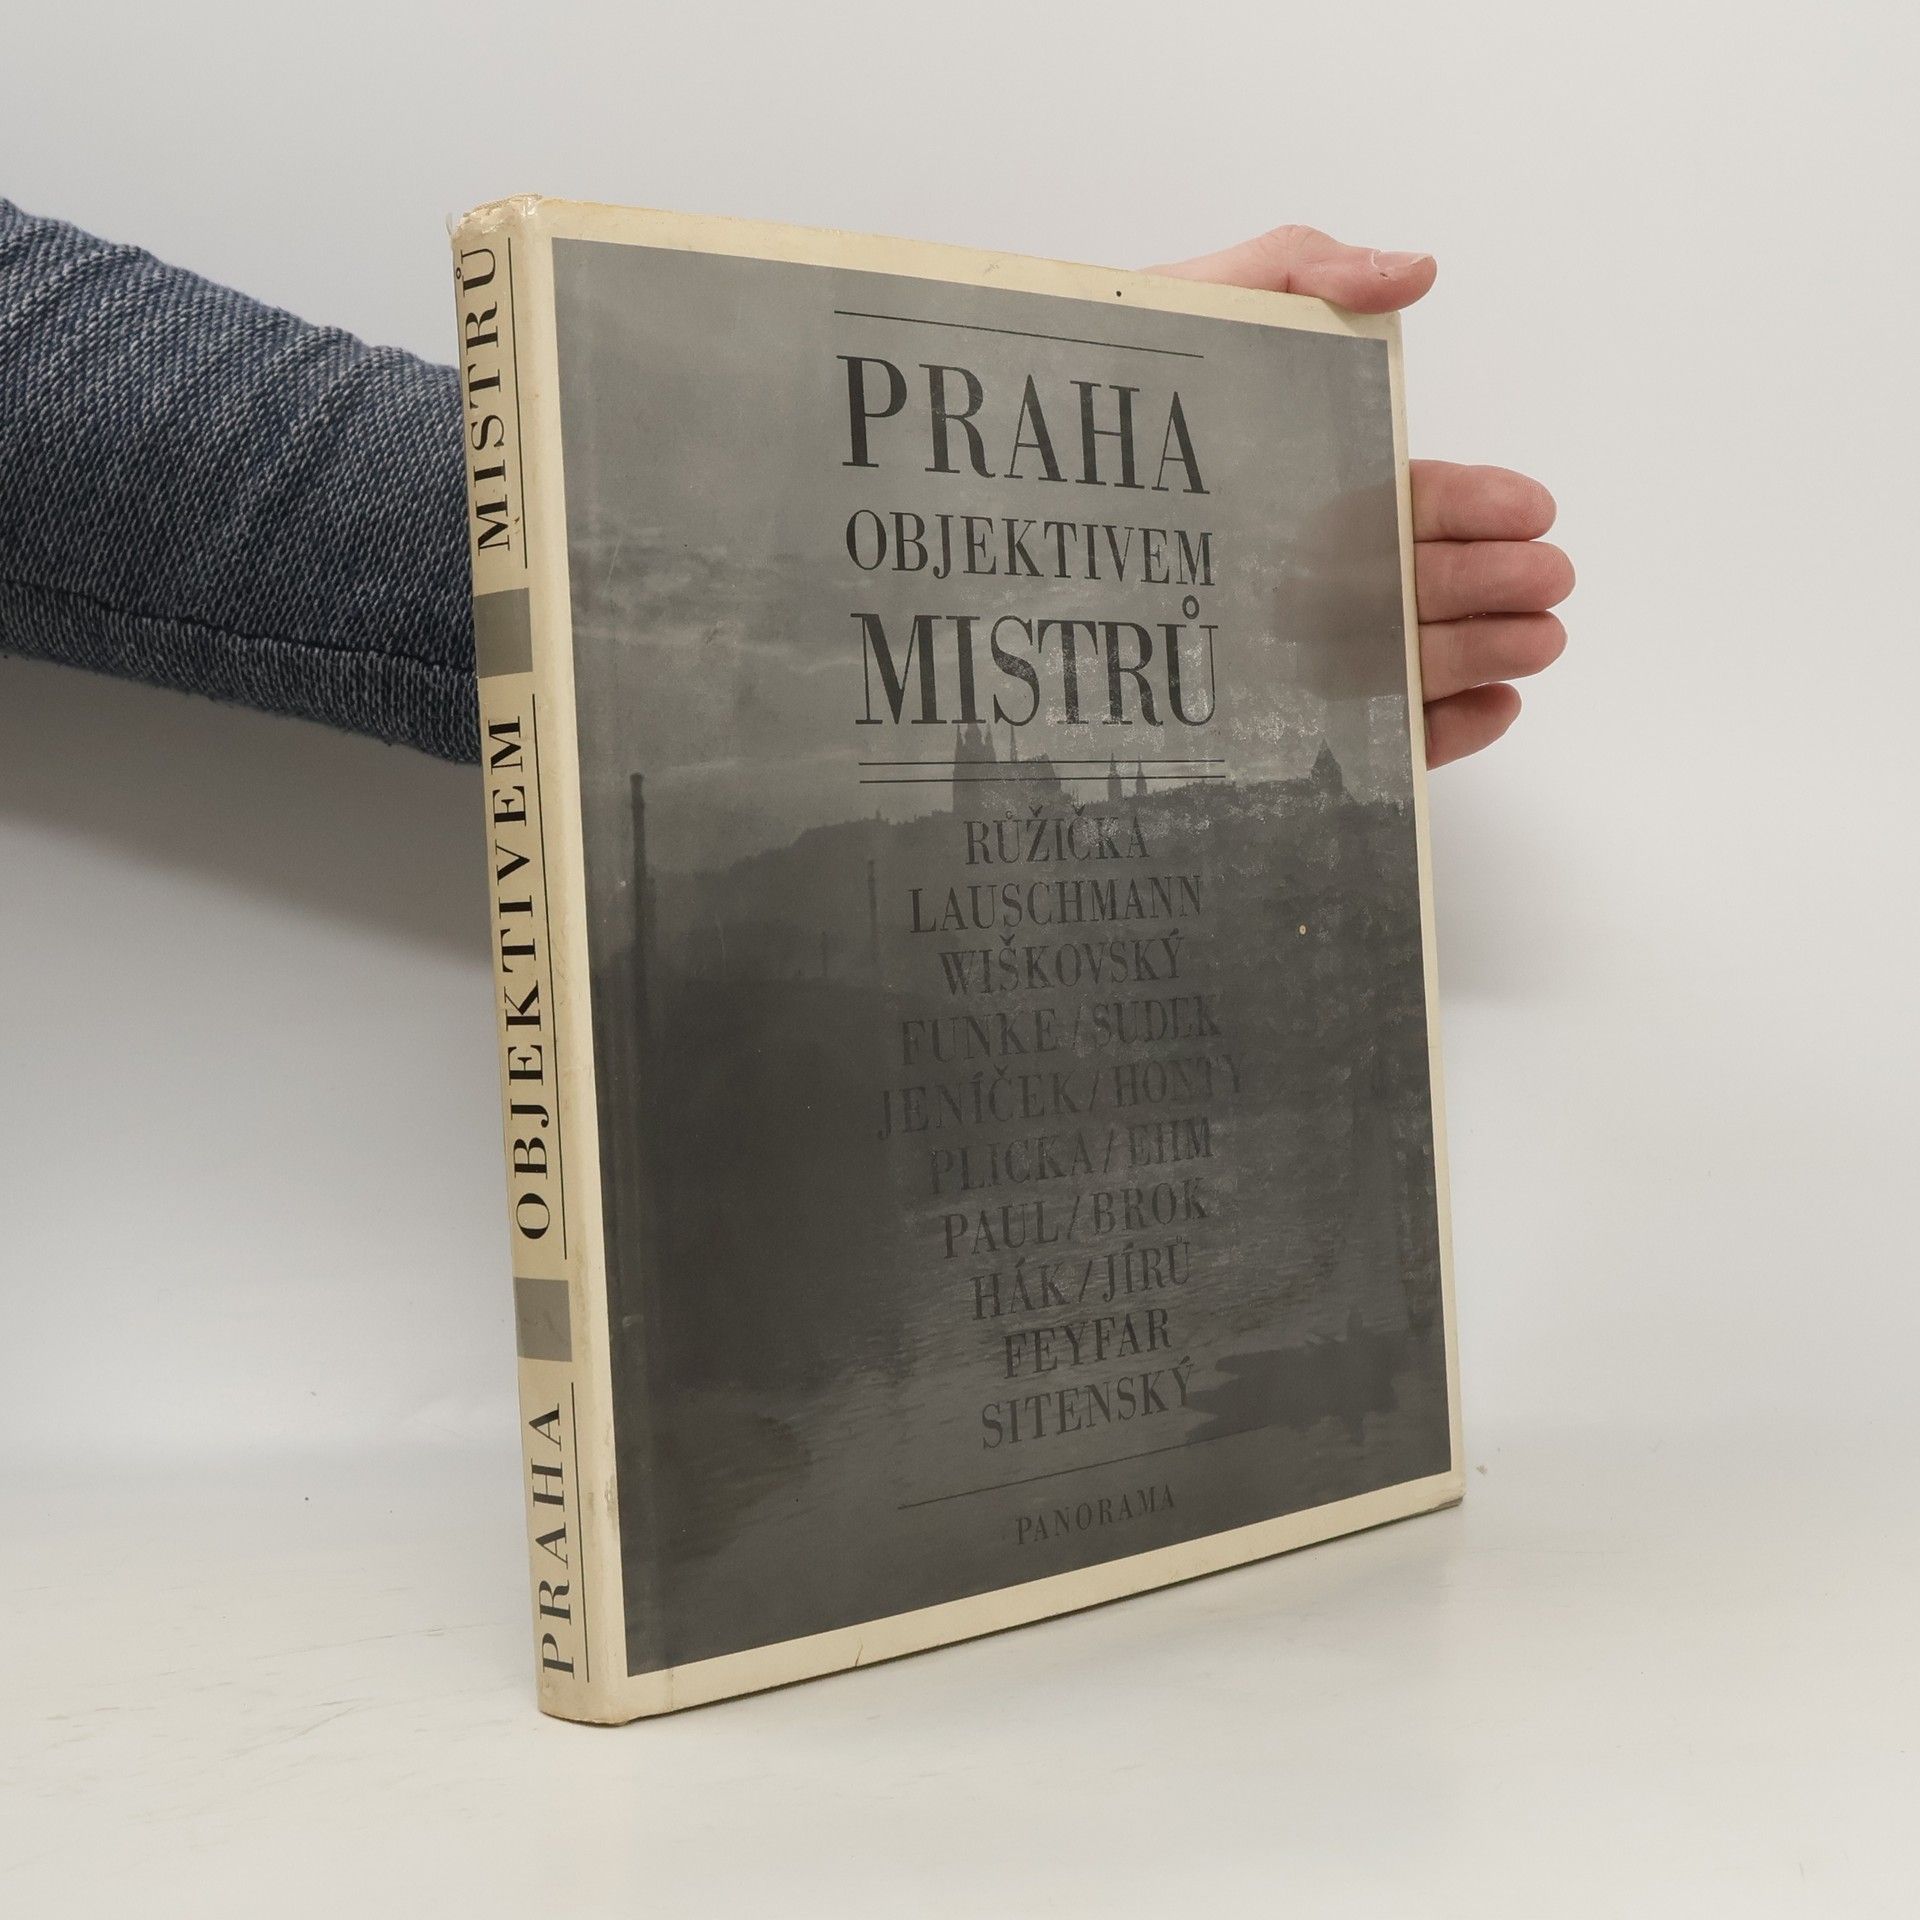 PRAHA OBJEKTIVEM MISTRŮ
PRAHA
OBJEKTIVEM
MISTRŮ
RŮŽIČKA
LAUSCHMANN
WIŠKOVSKÝ
FUNKE/SUDEK
JENÍČEK/HONTY
PLICKA/EHM
PAUL/BROK
HÁK/JÍRŮ
FEYFAR
SITENSKÝ
PANORAMA